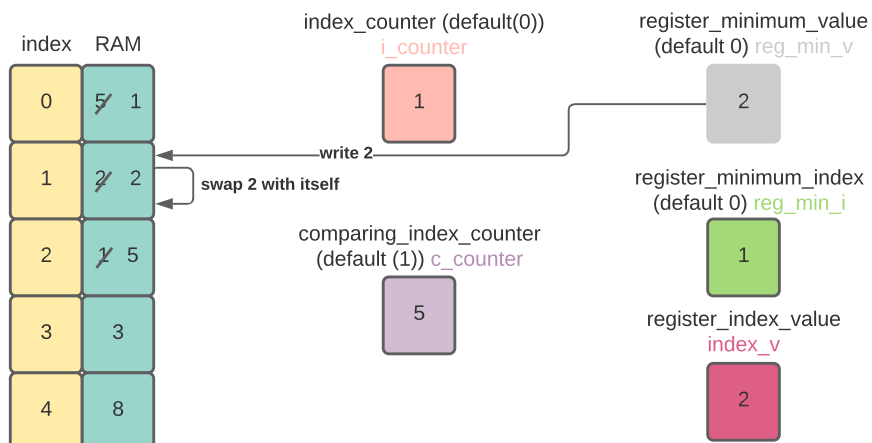 index_counter (default(0))
i_counter
1
register_minimum_value
(default 0) reg_min_v
2
index RAM
0 5 1
1 2 2
2 1 5
3 3
4 8
write 2
swap 2 with itself
comparing_index_counter
(default (1)) c_counter
5
register_minimum_index
(default 0) reg_min_i
1
register_index_value
index_v
2